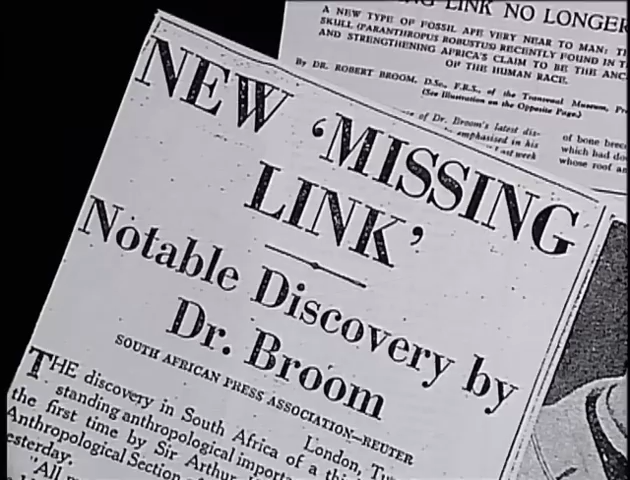 NG LINK NO LONGER
A NEW TYPE OF FOSSIL APE VERY NEAR TO MAN: TH
SKULL (PARANTHROPUS ROBUSTUS) RECENTLY FOUND IN T
AND STRENGTHENING AFRICA'S CLAIM TO BE THE ANC
OF THE HUMAN RACE.
By DR. ROBERT BROOM, D.Sc., F.R.S., of the Transvaal Museum, Pre
(See Illustration on the Opposite Page.)
of Dr. Broom's latest dis-
emphasised in his
last week
of bone brec
which had do
whose roof an
NEW 'MISSING
LINK'
Notable Discovery by
Dr. Broom
SOUTH AFRICAN PRESS ASSOCIATION—REUTER
London, Tu
THE discovery in South Africa of a thi
standing anthropological importa
the first time by Sir Arthur
Anthropological Section of
esterday.
"All